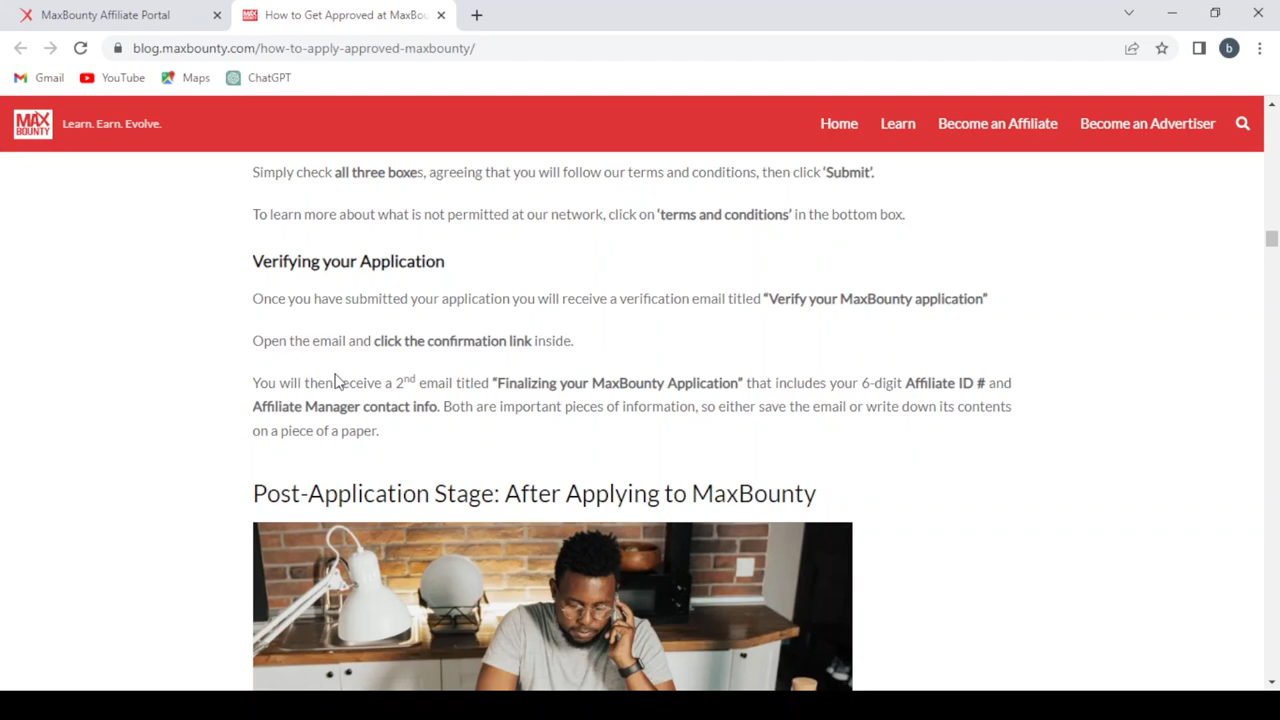 MaxBounty Affiliate Portal
How to Get Approved at MaxBou
blog.maxbounty.com/how-to-apply-approved-maxbounty/
b
Gmail
YouTube
Maps
ChatGPT
MAX
BOUNTY
Learn. Earn. Evolve.
Home
Learn
Become an Affiliate
Become an Advertiser
Simply check all three boxes, agreeing that you will follow our terms and conditions, then click ‘Submit’.
To learn more about what is not permitted at our network, click on ‘terms and conditions’ in the bottom box.
Verifying your Application
Once you have submitted your application you will receive a verification email titled “Verify your MaxBounty application”
Open the email and click the confirmation link inside.
You will then receive a 2nd email titled “Finalizing your MaxBounty Application” that includes your 6-digit Affiliate ID # and
Affiliate Manager contact info. Both are important pieces of information, so either save the email or write down its contents
on a piece of a paper.
Post-Application Stage: After Applying to MaxBounty